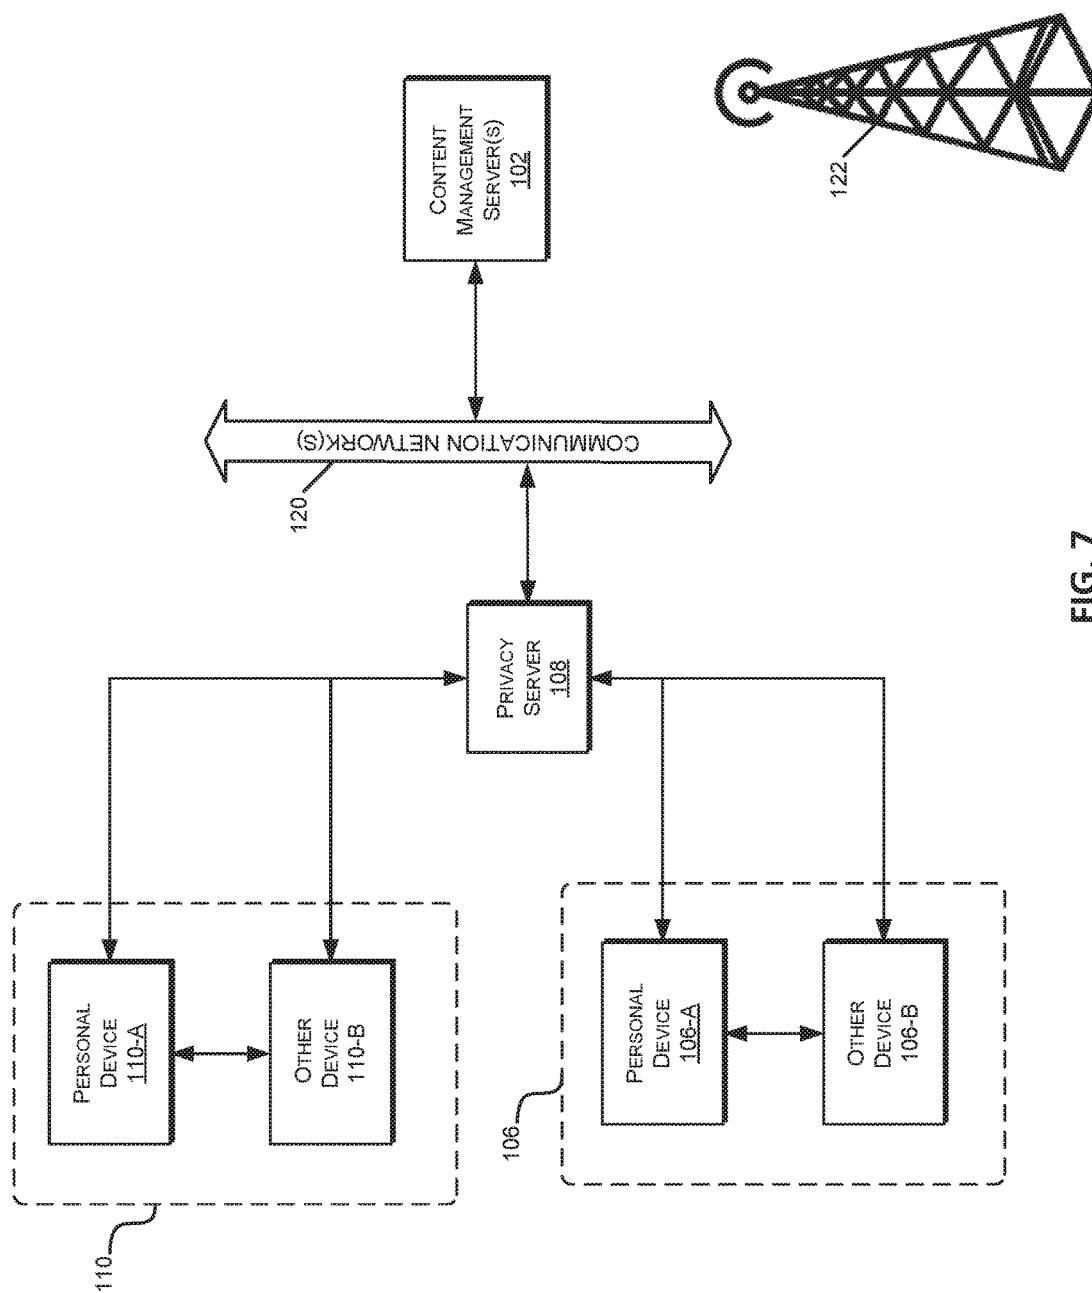 110
PERSONAL
DEVICE
110-A
OTHER
DEVICE
110-B
106
PERSONAL
DEVICE
106-A
OTHER
DEVICE
106-B
PRIVACY
SERVER
108
120
COMMUNICATION NETWORK(S)
CONTENT
MANAGEMENT
SERVER(S)
102
122
FIG. 7